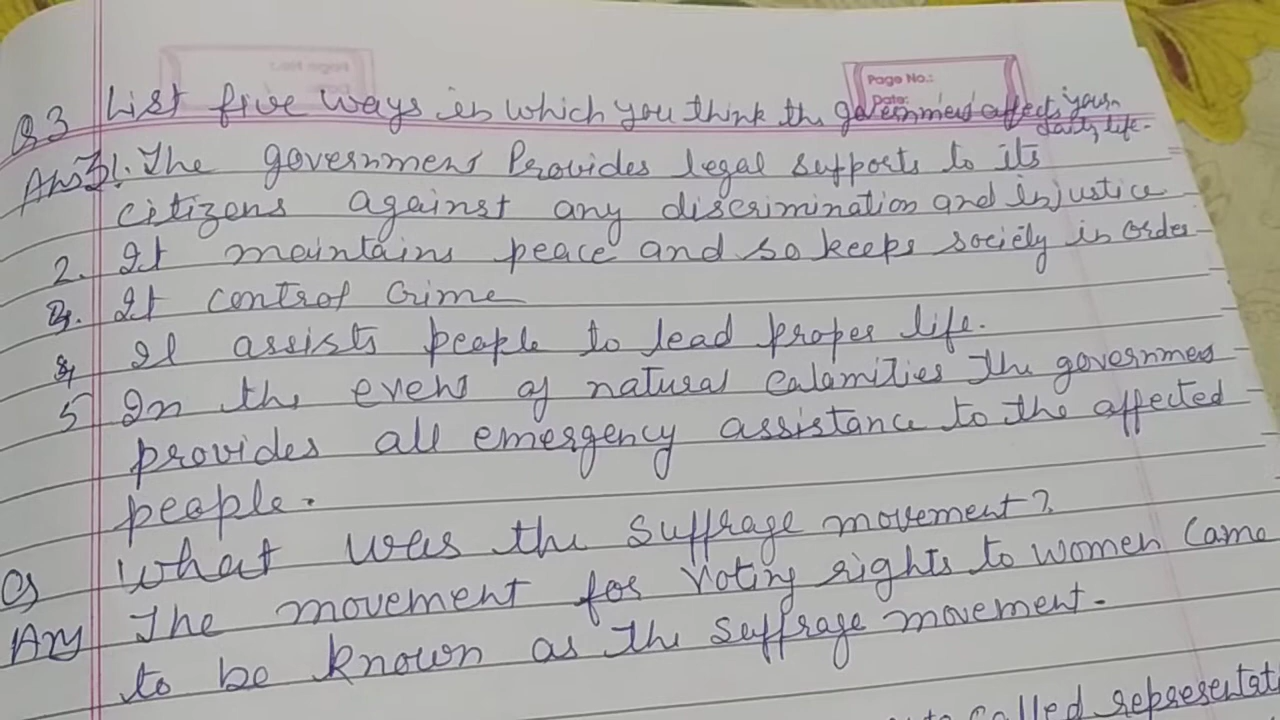 Page No.:
Date:
Q3 List five ways in which you think the government affects your
daily life.
Ans 1. The government Provides legal supports to its
citizens against any discrimination and injustice
2. It maintains peace and so keeps society in order
3. It control Crime
4. It assists people to lead proper life.
5 In the event of natural calamities the government
provides all emergency assistance to the affected
people.
Q What was the suffrage movement?
Ans The movement for voting rights to women Came
to be known as the suffrage movement.
called representat